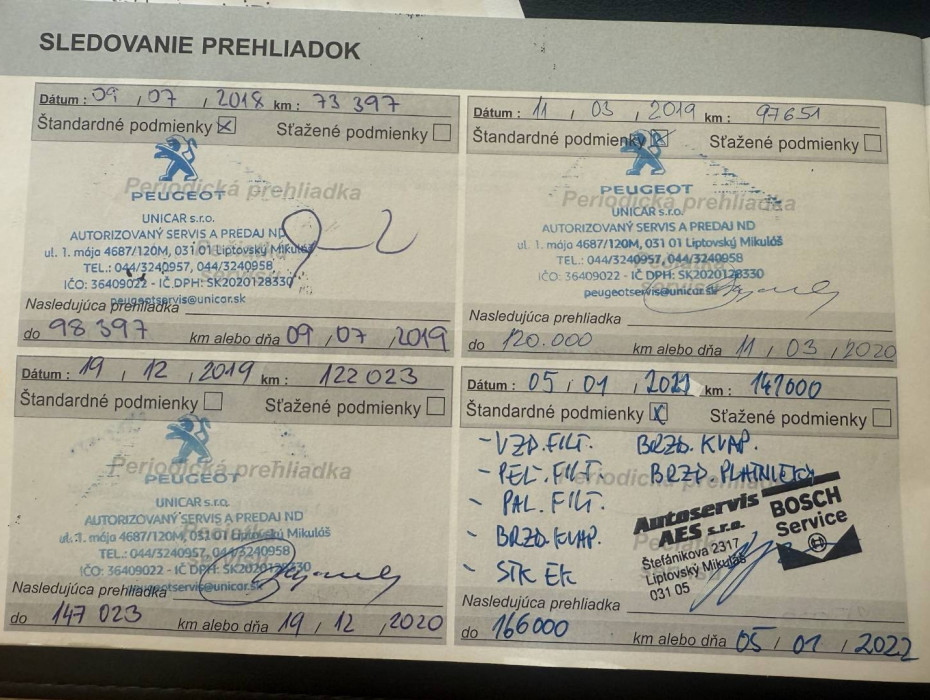 SLEDOVANIE PREHLIADOK
Dátum : 09 , 07 , 2018 km : 73 397
Štandardné podmienky ☒ Sťažené podmienky ☐
Periodická prehliadka
PEUGEOT
UNICAR s.r.o.
AUTORIZOVANÝ SERVIS A PREDAJ ND
ul. 1. mája 4687/120M, 031 01 Liptovský Mikuláš
TEL.: 044/3240957, 044/3240958
IČO: 36409022 - IČ DPH: SK2020128330
peugeotservis@unicar.sk
Nasledujúca prehliadka
do 98 397 km alebo dňa 09 , 07 , 2019
Dátum : 11 , 03 , 2019 km : 97651
Štandardné podmienky ☒ Sťažené podmienky ☐
Periodická prehliadka
PEUGEOT
UNICAR s.r.o.
AUTORIZOVANÝ SERVIS A PREDAJ ND
ul. 1. mája 4687/120M, 031 01 Liptovský Mikuláš
TEL.: 044/3240957, 044/3240958
IČO: 36409022 - IČ DPH: SK2020128330
peugeotservis@unicar.sk
Nasledujúca prehliadka
do 120.000 km alebo dňa 11 , 03 , 2020
Dátum : 19 , 12 , 2019 km : 122 023
Štandardné podmienky ☐ Sťažené podmienky ☐
Periodická prehliadka
PEUGEOT
UNICAR s.r.o.
AUTORIZOVANÝ SERVIS A PREDAJ ND
ul. 1. mája 4687/120M, 031 01 Liptovský Mikuláš
TEL.: 044/3240957, 044/3240958
IČO: 36409022 - IČ DPH: SK2020128330
peugeotservis@unicar.sk
Nasledujúca prehliadka
do 147 023 km alebo dňa 19 , 12 , 2020
Dátum : 05 , 01 , 2021 km : 141000
Štandardné podmienky ☒ Sťažené podmienky ☐
- VZD. FILT. BRZD. KVAP.
- PEL. FILT. BRZD. PLATNIČKY
- PAL. FILT.
- BRZD. KVAP.
- STK EK
Autoservis
AES s.r.o.
Štefánikova 2317
Liptovský Mikuláš
031 05
BOSCH
Service
Nasledujúca prehliadka
do 166000 km alebo dňa 05 , 01 , 2022